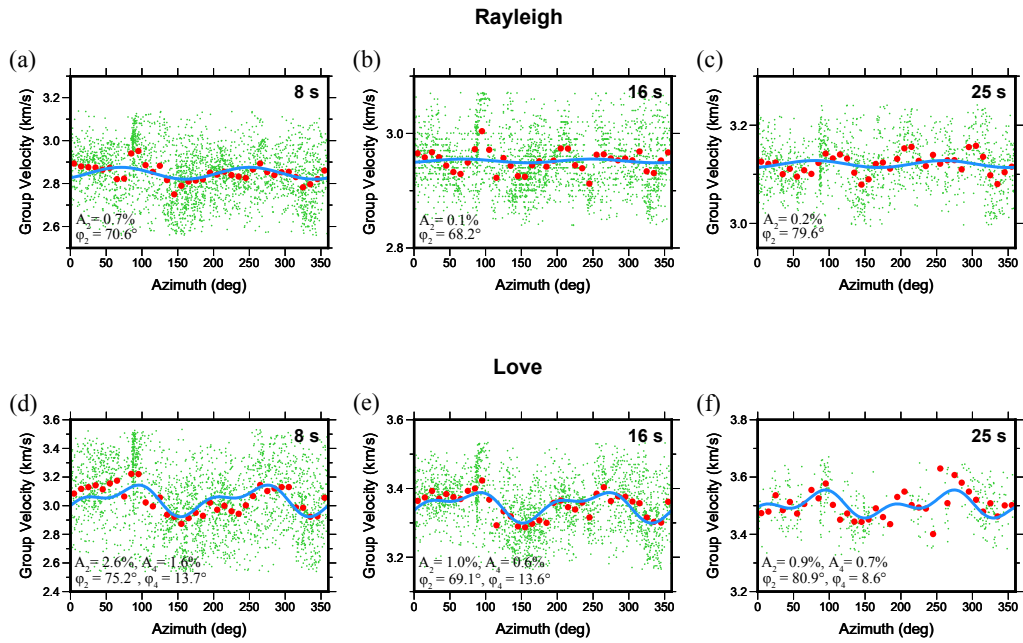 Rayleigh
(a)
(b)
(c)
8 s
16 s
25 s
Group Velocity (km/s)
3.2
3.0
2.8
2.6
A2= 0.7%
φ2 = 70.6°
0 50 100 150 200 250 300 350
Azimuth (deg)
Group Velocity (km/s)
3.0
2.8
A2= 0.1%
φ2 = 68.2°
0 50 100 150 200 250 300 350
Azimuth (deg)
Group Velocity (km/s)
3.2
3.0
A2= 0.2%
φ2 = 79.6°
0 50 100 150 200 250 300 350
Azimuth (deg)
Love
(d)
(e)
(f)
8 s
16 s
25 s
Group Velocity (km/s)
3.6
3.4
3.2
3.0
2.8
2.6
2.4
A2= 2.6%, A4= 1.6%
φ2 = 75.2°, φ4 = 13.7°
0 50 100 150 200 250 300 350
Azimuth (deg)
Group Velocity (km/s)
3.6
3.4
3.2
A2= 1.0%, A4= 0.6%
φ2 = 69.1°, φ4 = 13.6°
0 50 100 150 200 250 300 350
Azimuth (deg)
Group Velocity (km/s)
3.8
3.6
3.4
3.2
A2= 0.9%, A4= 0.7%
φ2 = 80.9°, φ4 = 8.6°
0 50 100 150 200 250 300 350
Azimuth (deg)